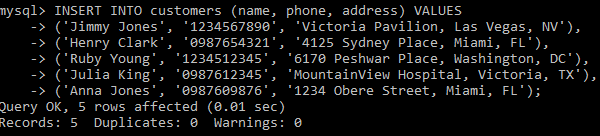 mysql> INSERT INTO customers (name, phone, address) VALUES
    -> ('Jimmy Jones', '1234567890', 'Victoria Pavilion, Las Vegas, NV'),
    -> ('Henry Clark', '0987654321', '4125 Sydney Place, Miami, FL'),
    -> ('Ruby Young', '1234512345', '6170 Peshwar Place, Washington, DC'),
    -> ('Julia King', '0987612345', 'MountainView Hospital, Victoria, TX'),
    -> ('Anna Jones', '0987609876', '1234 Obere Street, Miami, FL');
Query OK, 5 rows affected (0.01 sec)
Records: 5  Duplicates: 0  Warnings: 0